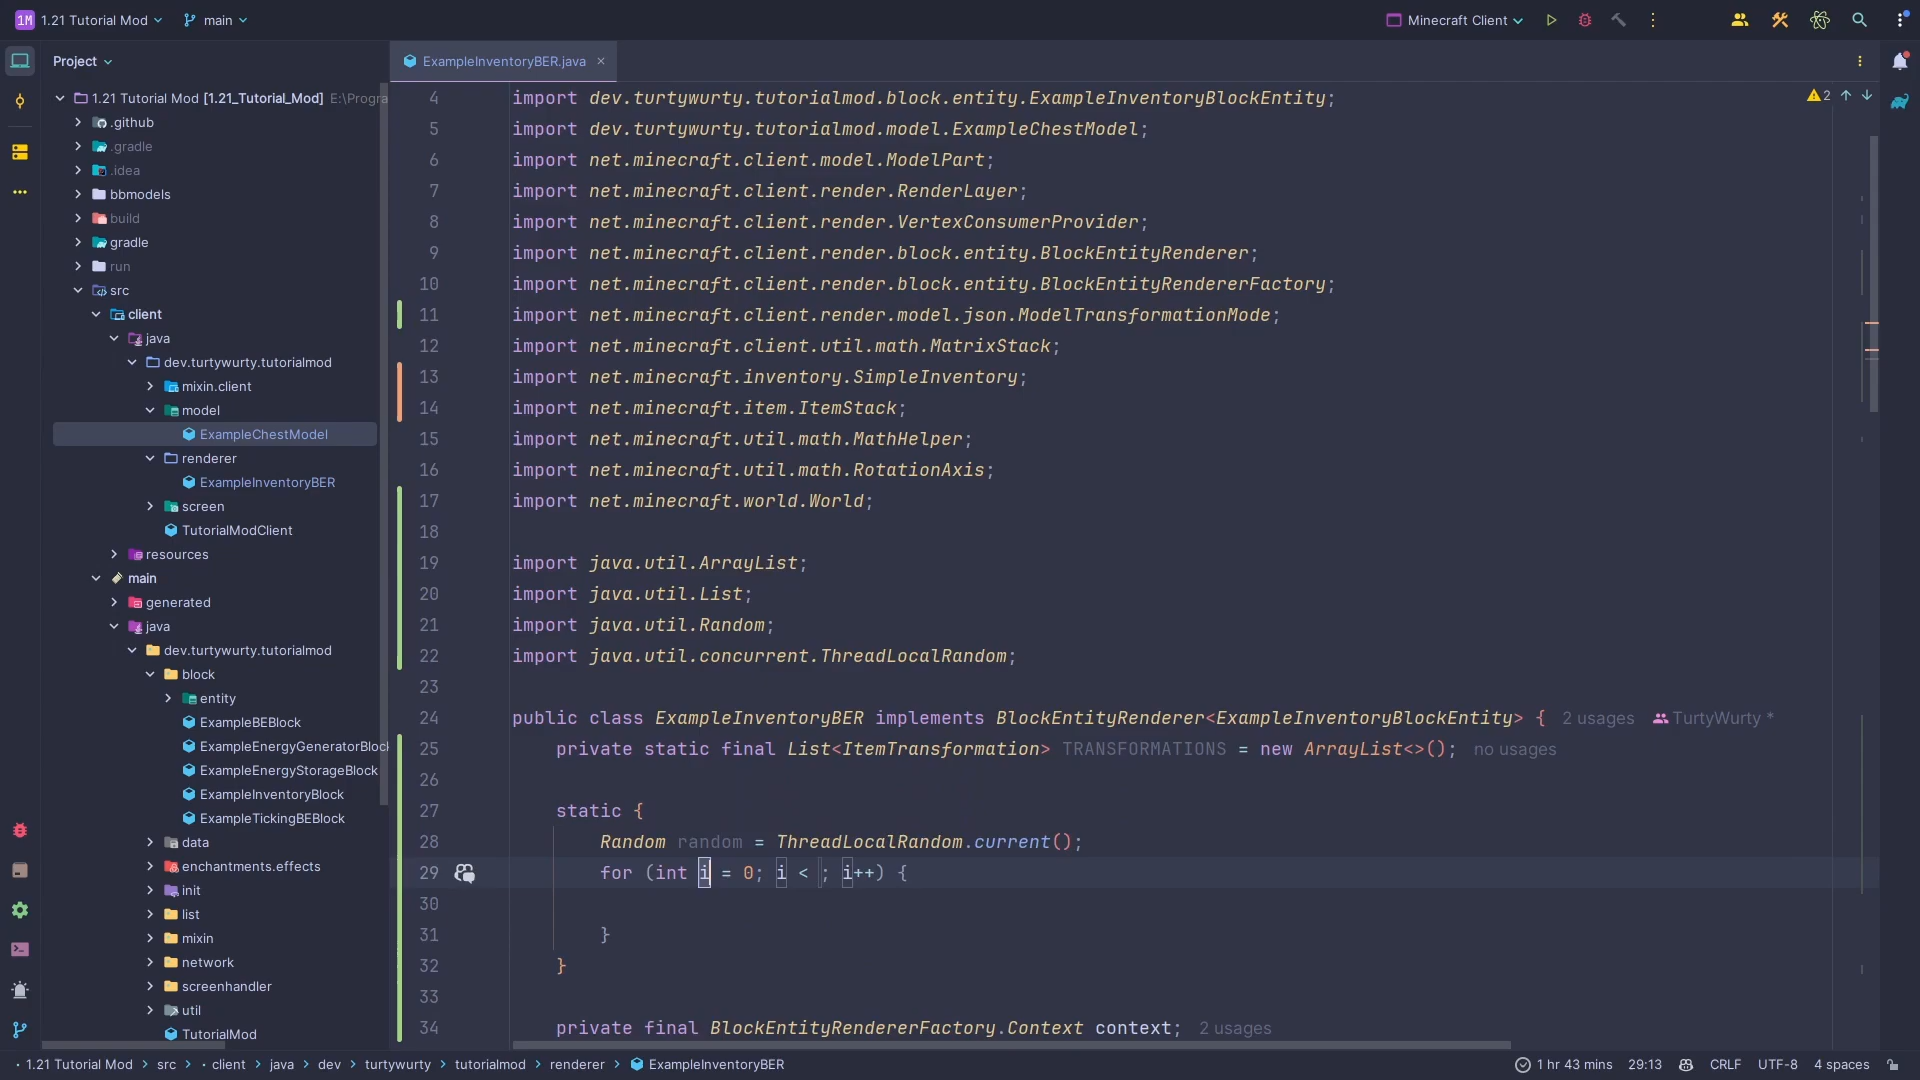 1M 1.21 Tutorial Mod main Minecraft Client
Project
1.21 Tutorial Mod [1.21_Tutorial_Mod] E:\Progra
.github
.gradle
.idea
bbmodels
build
gradle
run
src
client
java
dev.turtywurty.tutorialmod
mixin.client
model
ExampleChestModel
renderer
ExampleInventoryBER
screen
TutorialModClient
resources
main
generated
java
dev.turtywurty.tutorialmod
block
entity
ExampleBEBlock
ExampleEnergyGeneratorBlock
ExampleEnergyStorageBlock
ExampleInventoryBlock
ExampleTickingBEBlock
data
enchantments.effects
init
list
mixin
network
screenhandler
util
TutorialMod
ExampleInventoryBER.java
2
4 import dev.turtywurty.tutorialmod.block.entity.ExampleInventoryBlockEntity;
5 import dev.turtywurty.tutorialmod.model.ExampleChestModel;
6 import net.minecraft.client.model.ModelPart;
7 import net.minecraft.client.render.RenderLayer;
8 import net.minecraft.client.render.VertexConsumerProvider;
9 import net.minecraft.client.render.block.entity.BlockEntityRenderer;
10 import net.minecraft.client.render.block.entity.BlockEntityRendererFactory;
11 import net.minecraft.client.render.model.json.ModelTransformationMode;
12 import net.minecraft.client.util.math.MatrixStack;
13 import net.minecraft.inventory.SimpleInventory;
14 import net.minecraft.item.ItemStack;
15 import net.minecraft.util.math.MathHelper;
16 import net.minecraft.util.math.RotationAxis;
17 import net.minecraft.world.World;
18
19 import java.util.ArrayList;
20 import java.util.List;
21 import java.util.Random;
22 import java.util.concurrent.ThreadLocalRandom;
23
24 public class ExampleInventoryBER implements BlockEntityRenderer<ExampleInventoryBlockEntity> { 2 usages TurtyWurty *
25 private static final List<ItemTransformation> TRANSFORMATIONS = new ArrayList<>(); no usages
26
27 static {
28 Random random = ThreadLocalRandom.current();
29 for (int i = 0; i < ; i++) {
30
31 }
32 }
33
34 private final BlockEntityRendererFactory.Context context; 2 usages
1.21 Tutorial Mod > src > client > java > dev > turtywurty > tutorialmod > renderer > ExampleInventoryBER 1 hr 43 mins 29:13 CRLF UTF-8 4 spaces